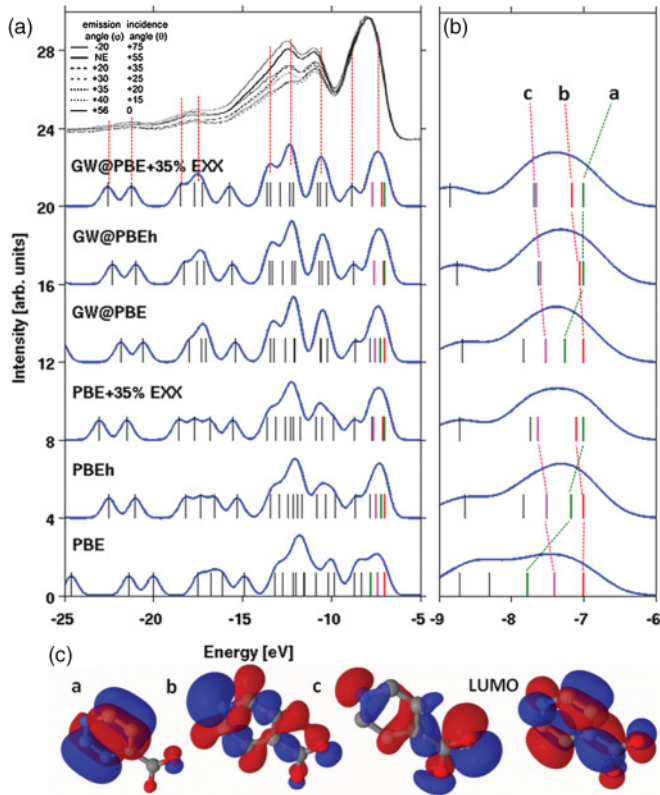 (a)
(b)
emission incidence
angle (φ) angle (θ)
-20 +75
NE +55
+20 +35
+30 +25
+35 +20
+40 +15
+56 0
c b a
28
24
20
16
12
8
4
0
Intensity [arb. units]
GW@PBE+35% EXX
GW@PBEh
GW@PBE
PBE+35% EXX
PBEh
PBE
-25 -20 -15 -10 -5
-9 -8 -7 -6
Energy [eV]
(c)
a b c LUMO